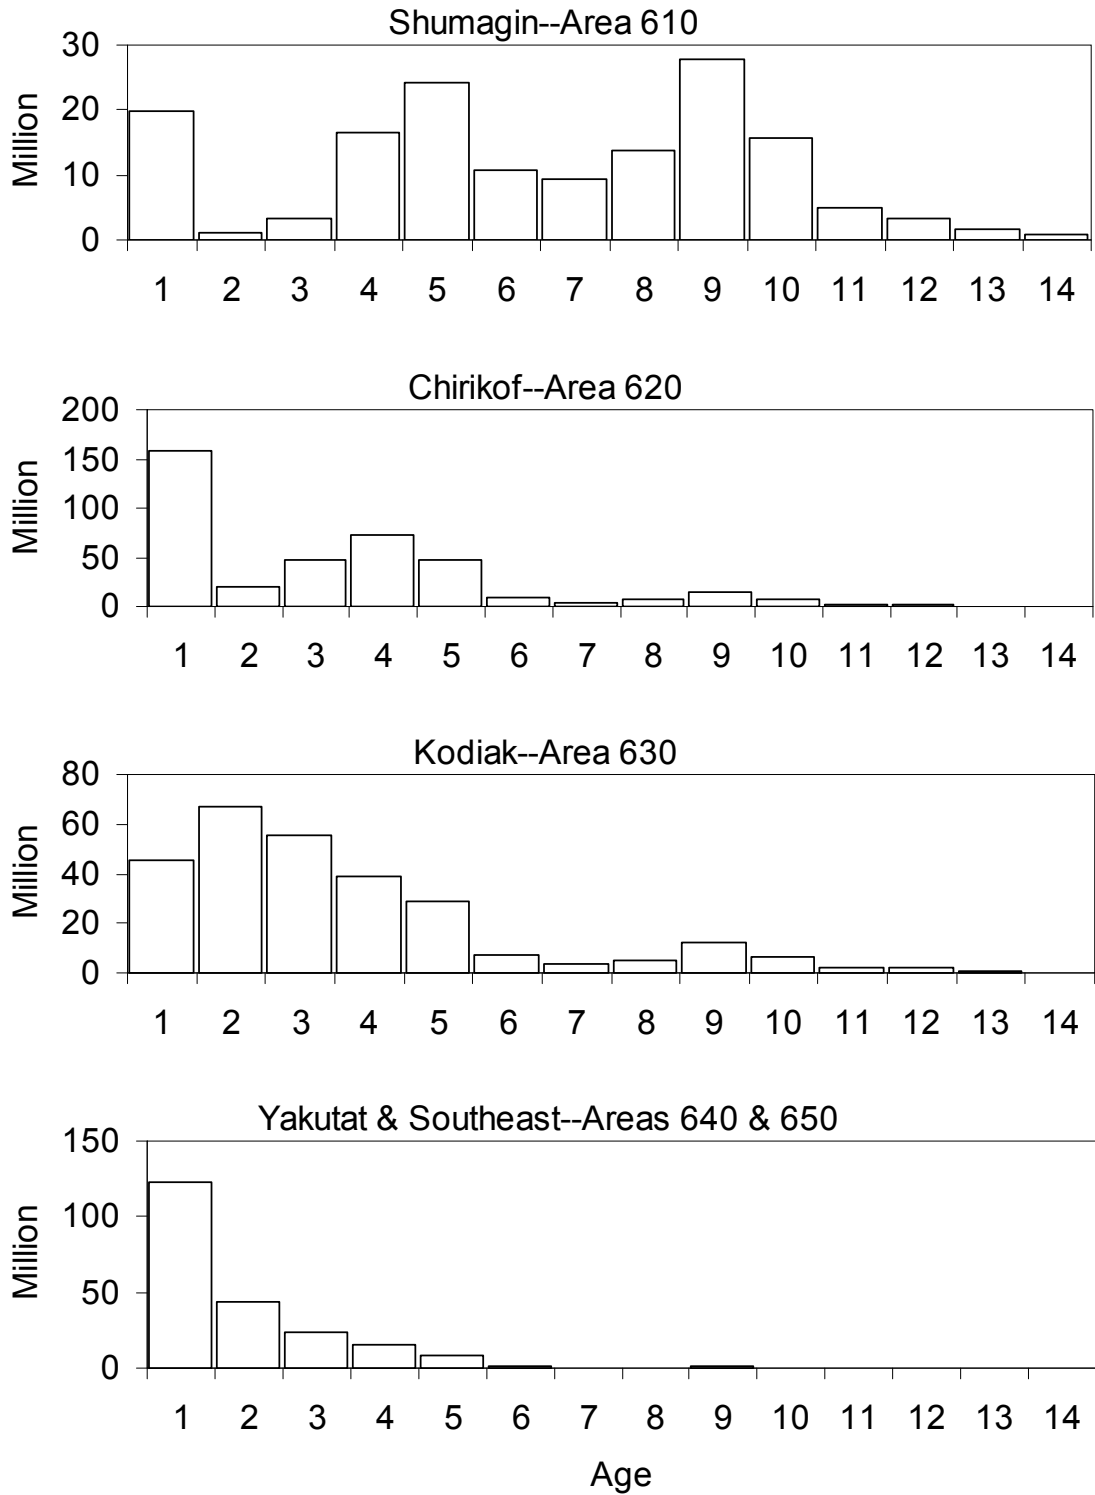 Shumagin--Area 610
Million
30
20
10
0
1 2 3 4 5 6 7 8 9 10 11 12 13 14
Chirikof--Area 620
Million
200
150
100
50
0
1 2 3 4 5 6 7 8 9 10 11 12 13 14
Kodiak--Area 630
Million
80
60
40
20
0
1 2 3 4 5 6 7 8 9 10 11 12 13 14
Yakutat & Southeast--Areas 640 & 650
Million
150
100
50
0
1 2 3 4 5 6 7 8 9 10 11 12 13 14
Age